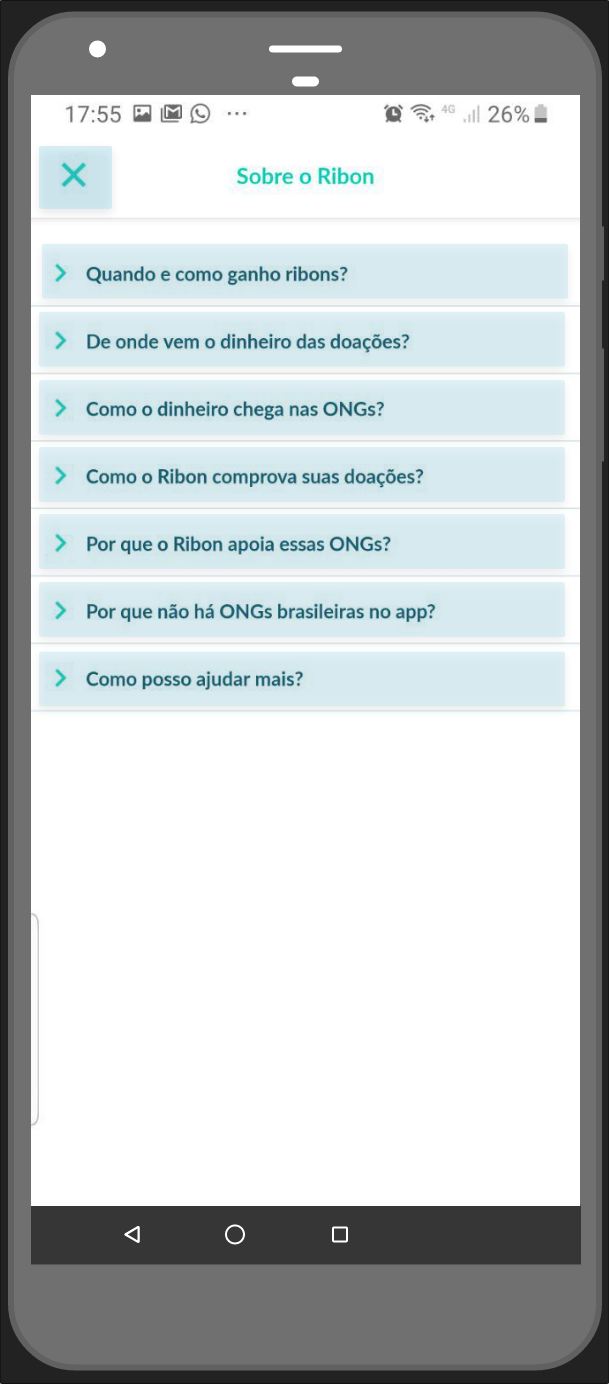 17:55 4G 26%
Sobre o Ribon
Quando e como ganho ribons?
De onde vem o dinheiro das doações?
Como o dinheiro chega nas ONGs?
Como o Ribon comprova suas doações?
Por que o Ribon apoia essas ONGs?
Por que não há ONGs brasileiras no app?
Como posso ajudar mais?